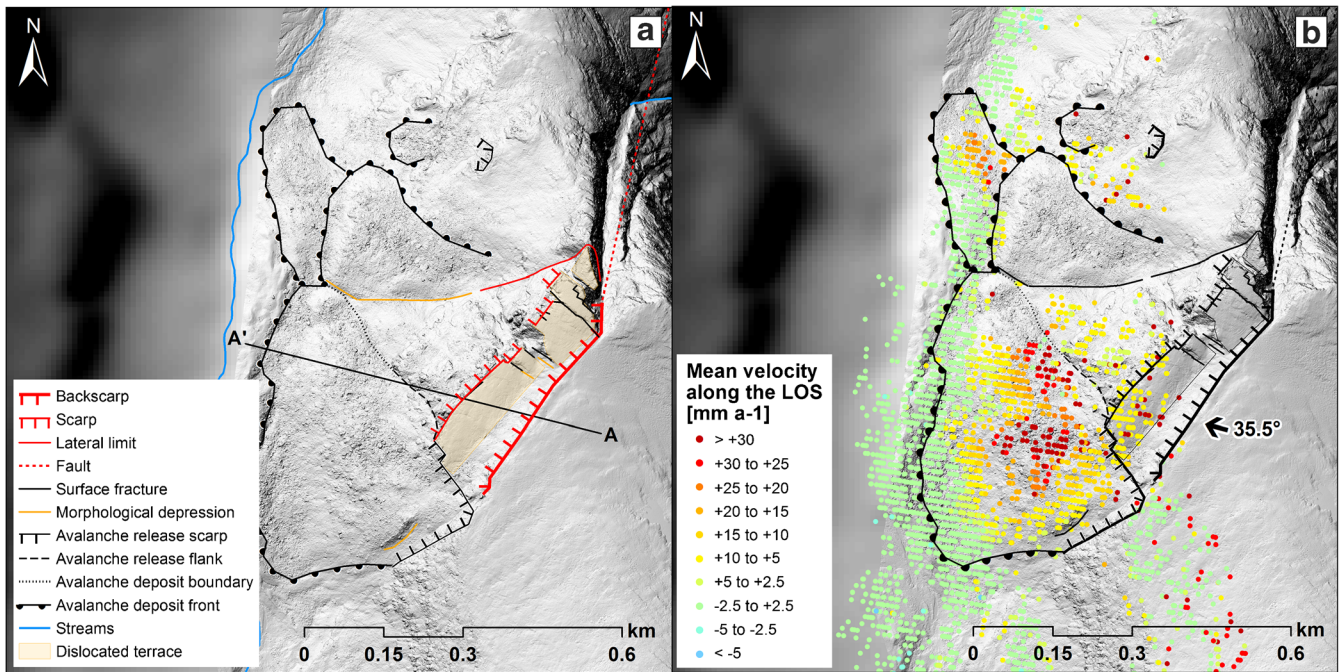 N
a
A'
A
Backscarp
Scarp
Lateral limit
Fault
Surface fracture
Morphological depression
Avalanche release scarp
Avalanche release flank
Avalanche deposit boundary
Avalanche deposit front
Streams
Dislocated terrace
km
0 0.15 0.3 0.6
N
b
35.5°
Mean velocity
along the LOS
[mm a-1]
> +30
+30 to +25
+25 to +20
+20 to +15
+15 to +10
+10 to +5
+5 to +2.5
-2.5 to +2.5
-5 to -2.5
< -5
km
0 0.15 0.3 0.6